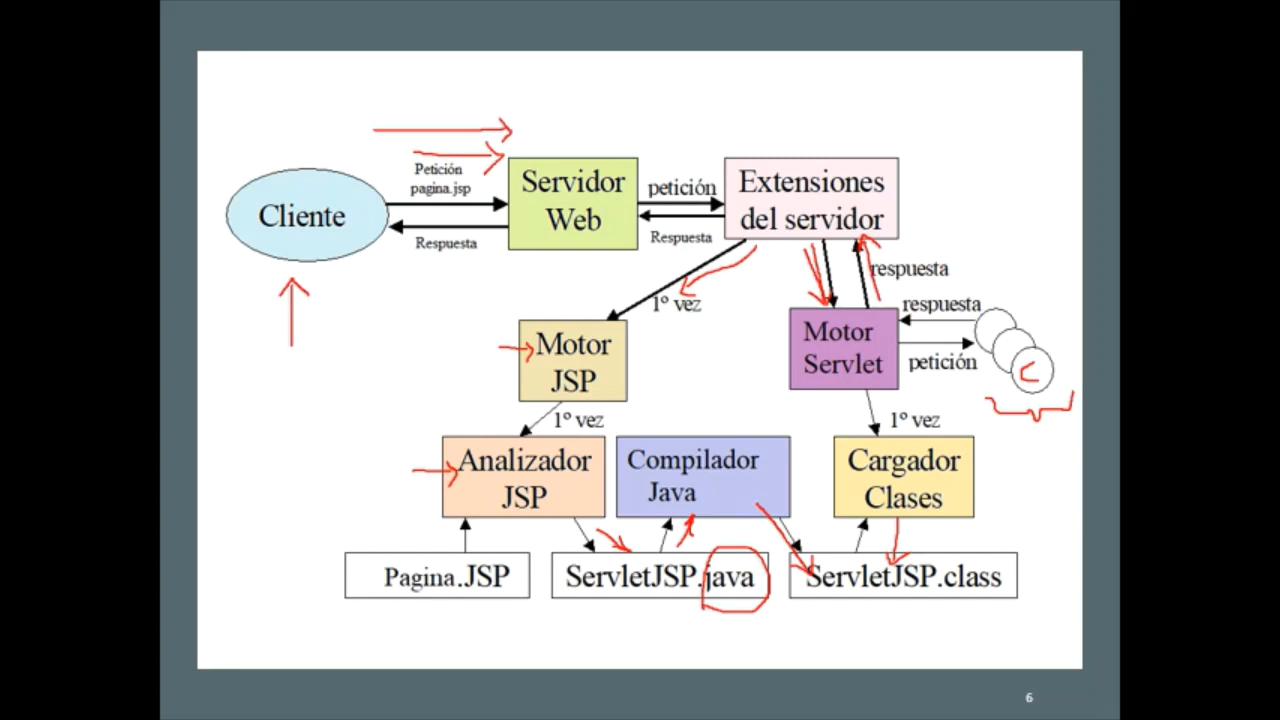 Petición
pagina.jsp
Cliente
Respuesta
Servidor
Web
petición
Respuesta
Extensiones
del servidor
1º vez
respuesta
respuesta
petición
Motor
JSP
Motor
Servlet
C
1º vez
1º vez
Analizador
JSP
Compilador
Java
Cargador
Clases
Pagina.JSP
ServletJSP.java
ServletJSP.class
6